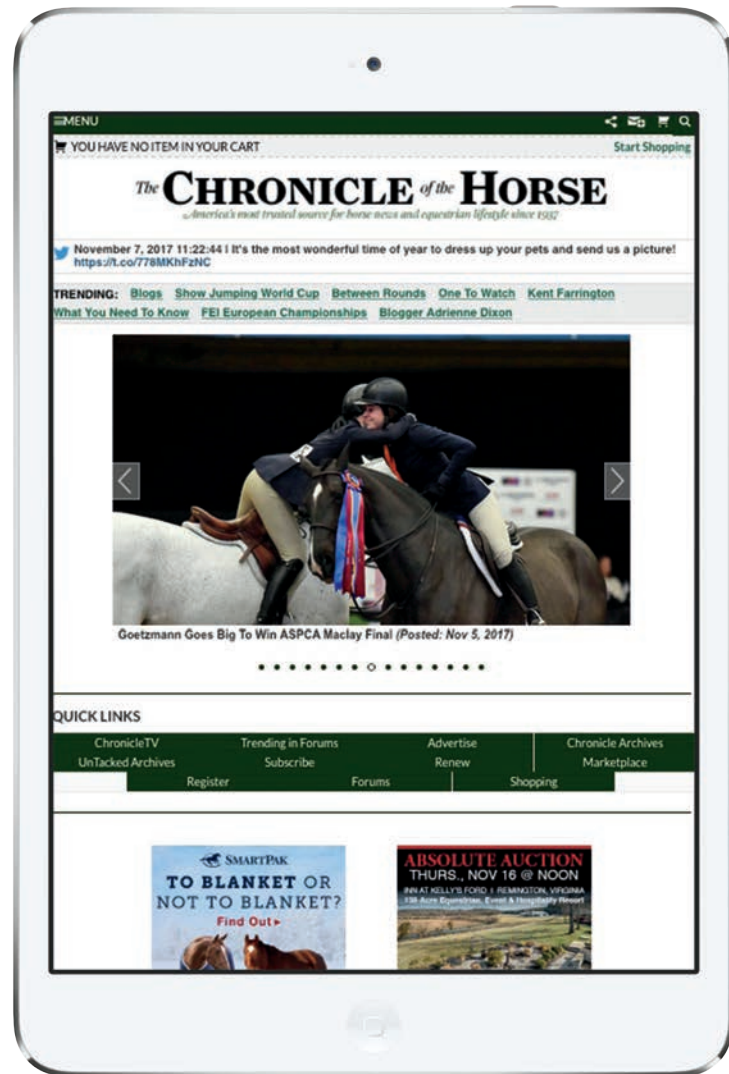 MENU
YOU HAVE NO ITEM IN YOUR CART Start Shopping
The CHRONICLE of the HORSE
America's most trusted source for horse news and equestrian lifestyle since 1937
November 7, 2017 11:22:44 | It's the most wonderful time of year to dress up your pets and send us a picture!
https://t.co/778MKhFzNC
TRENDING: Blogs Show Jumping World Cup Between Rounds One To Watch Kent Farrington
What You Need To Know FEI European Championships Blogger Adrienne Dixon
Goetzmann Goes Big To Win ASPCA Maclay Final (Posted: Nov 5, 2017)
QUICK LINKS
ChronicleTV Trending in Forums Advertise Chronicle Archives
UnTacked Archives Subscribe Renew Marketplace
Register Forums Shopping
SMARTPAK
TO BLANKET OR
NOT TO BLANKET?
Find Out
ABSOLUTE AUCTION
THURS., NOV 16 @ NOON
INN AT KELLY'S FORD | REMINGTON, VIRGINIA
138-Acre Equestrian, Event & Hospitality Resort